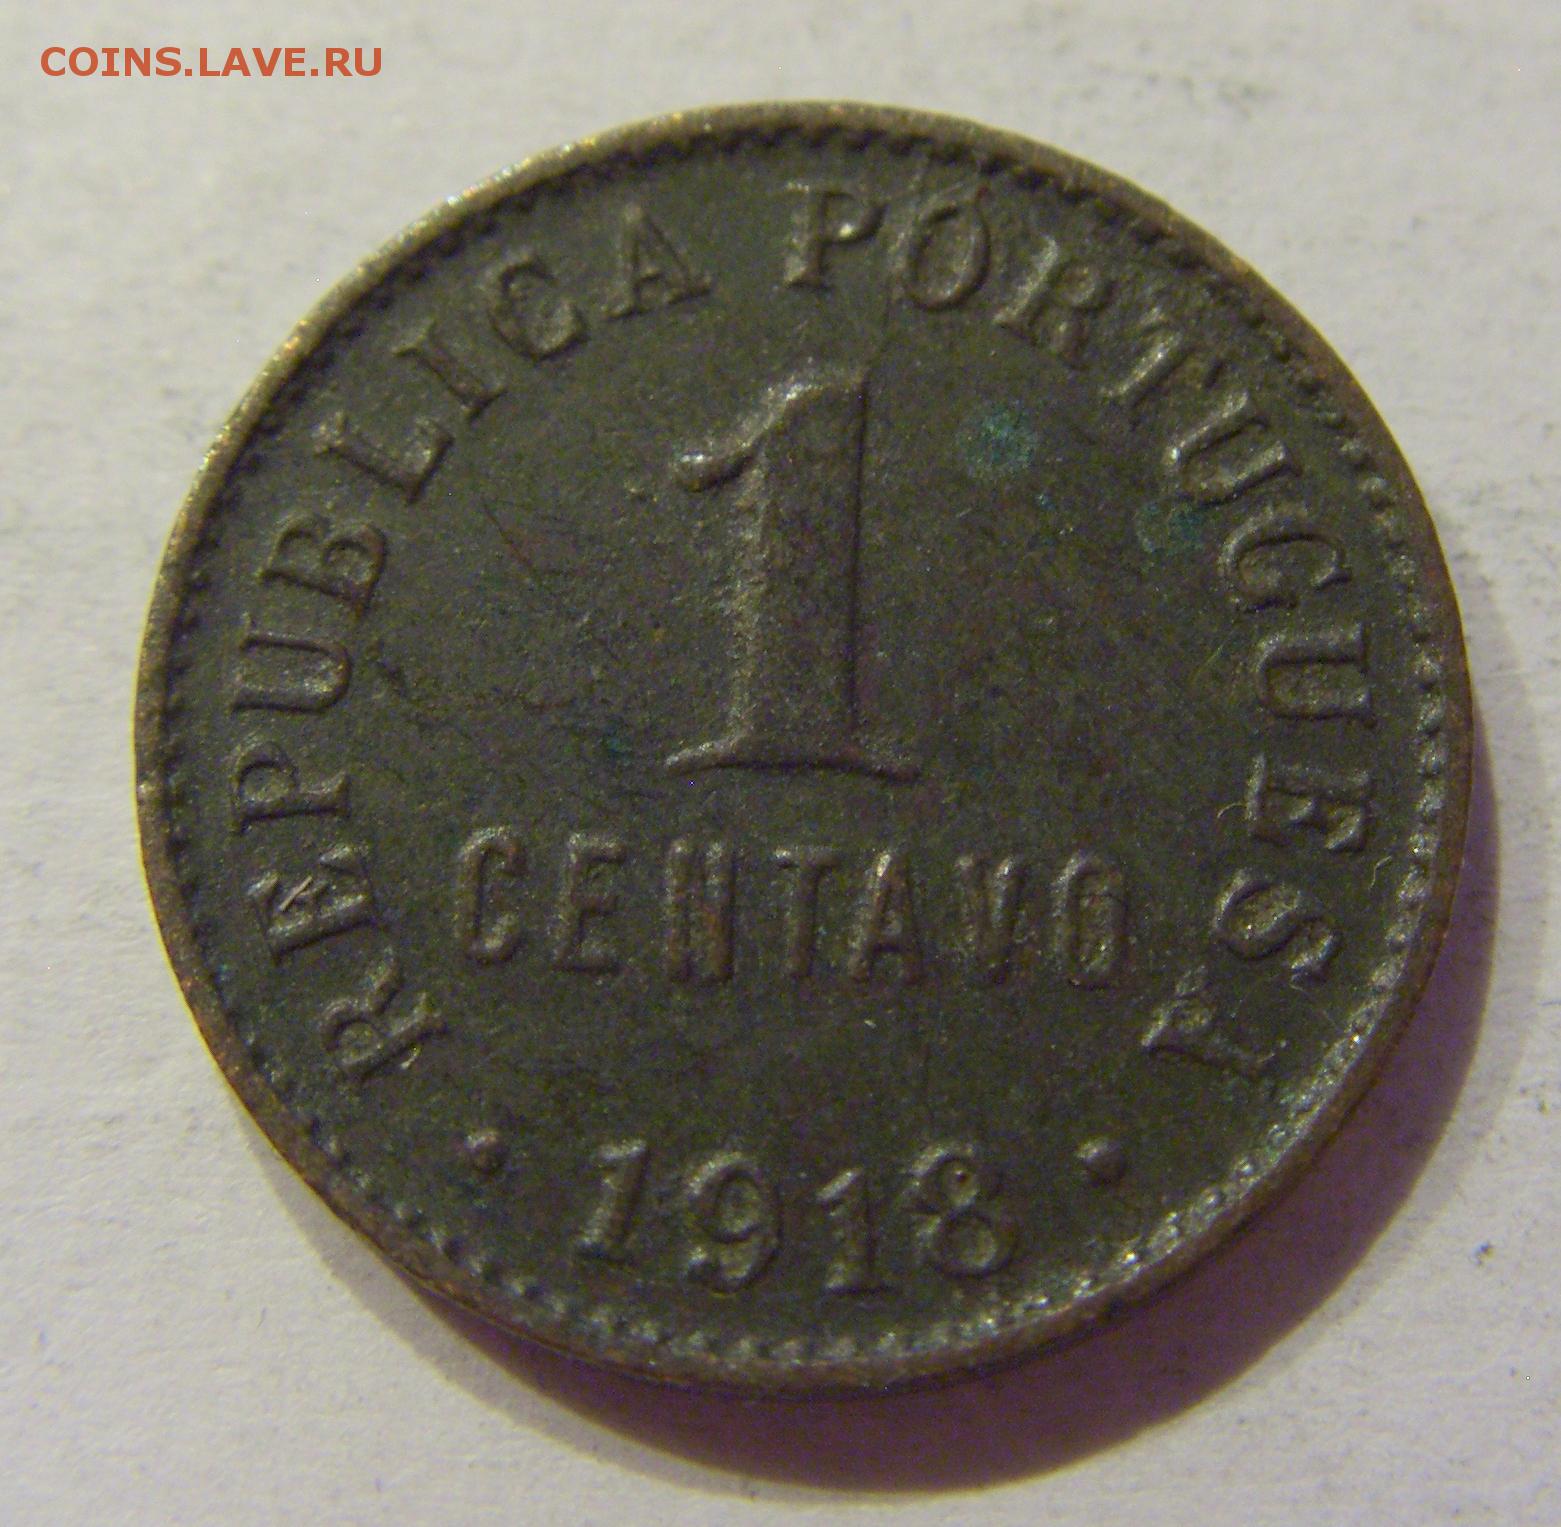 COINS.LAVE.RU
REPUBLICA PORTUGUESA
1
CENTAVO
· 1918 ·